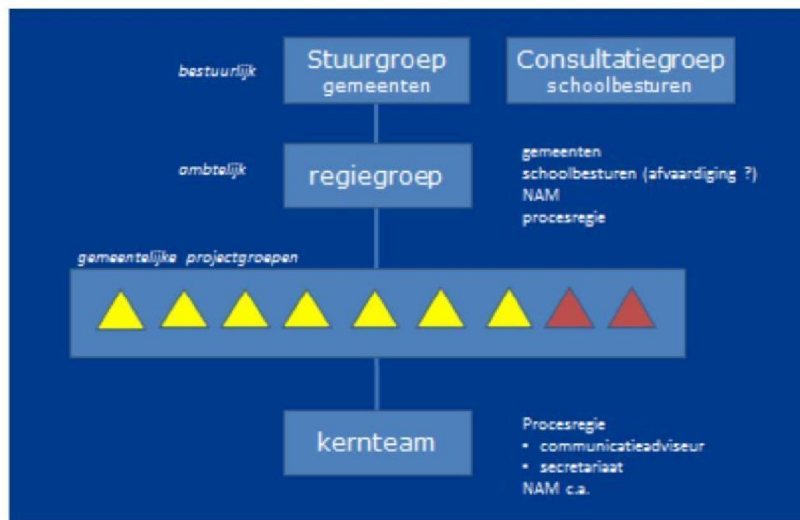 bestuurlijk
Stuurgroep
gemeenten
Consultatiegroep
schoolbesturen
ambtelijk
regiegroep
gemeenten
schoolbesturen (afvaardiging ?)
NAM
procesregie
gemeentelijke projectgroepen
kernteam
Procesregie
• communicatieadviseur
• secretariaat
NAM c.a.